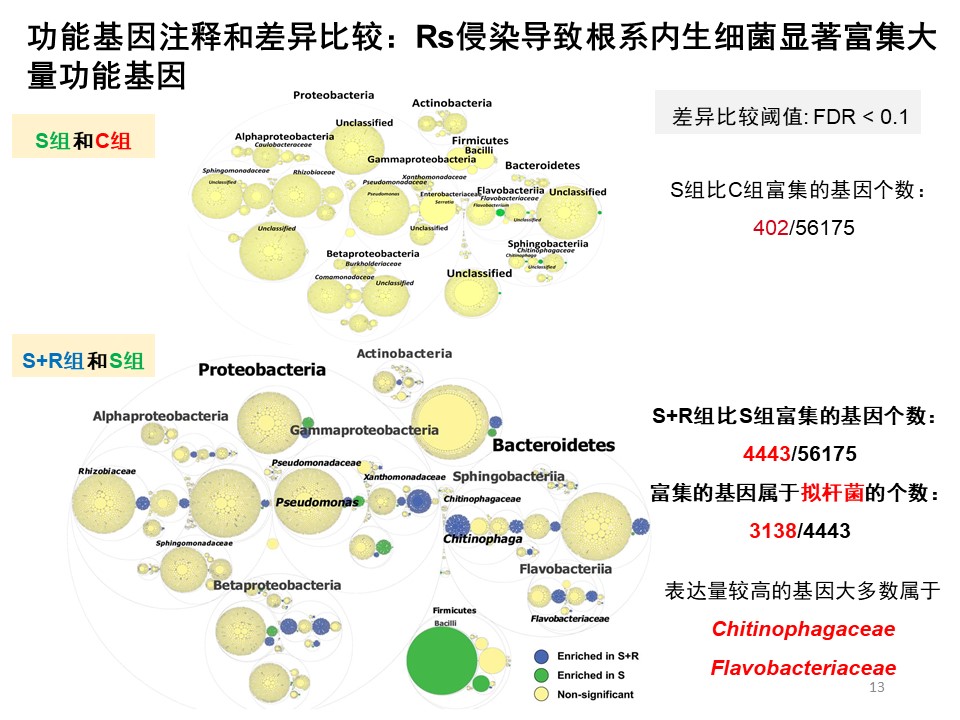 功能基因注释和差异比较：Rs侵染导致根系内生细菌显著富集大
量功能基因
S组和C组
Proteobacteria
Actinobacteria
Unclassified
Alphaproteobacteria
Caulobacteraceae
Firmicutes
Bacilli
Gammaproteobacteria
Bacteroidetes
Sphingomonadaceae
Rhizobiaceae
Xanthomonadaceae
Pseudomonadaceae
Unclassified
Pseudomonas
Enterobacteriaceae
Serratia
Flavobacteriia
Flavobacteriaceae
Flavobacterium
Unclassified
Unclassified
Unclassified
Unclassified
Betaproteobacteria
Burkholderiaceae
Comamonadaceae
Unclassified
Sphingobacteriia
Chitinophagaceae
Chitinophaga
Unclassified
Unclassified
差异比较阈值: FDR < 0.1
S组比C组富集的基因个数：
402/56175
S+R组和S组
Proteobacteria
Actinobacteria
Alphaproteobacteria
Gammaproteobacteria
Bacteroidetes
Rhizobiaceae
Pseudomonadaceae
Xanthomonadaceae
Sphingobacteriia
Pseudomonas
Chitinophagaceae
Chitinophaga
Sphingomonadaceae
Flavobacteriia
Betaproteobacteria
Firmicutes
Bacilli
Flavobacteriaceae
Enriched in S+R
Enriched in S
Non-significant
S+R组比S组富集的基因个数：
4443/56175
富集的基因属于拟杆菌的个数：
3138/4443
表达量较高的基因大多数属于
Chitinophagaceae
Flavobacteriaceae
13